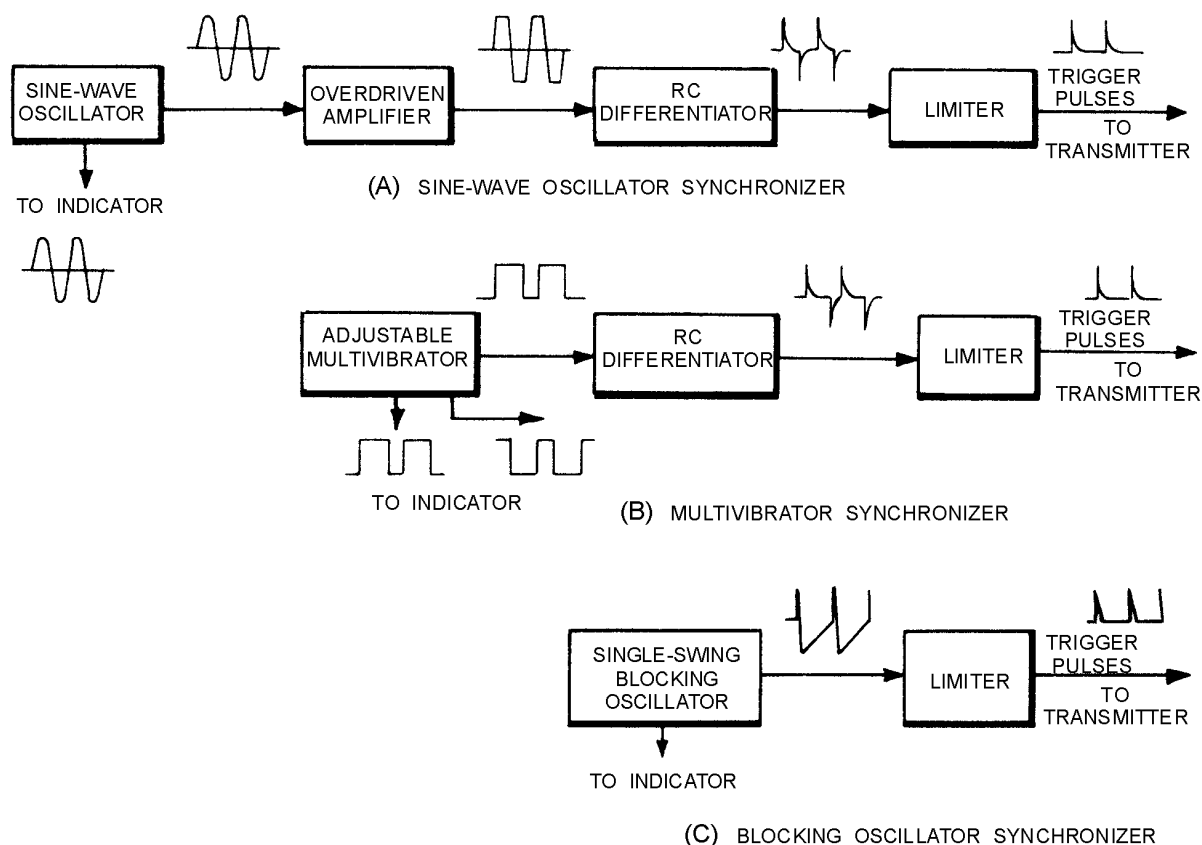 SINE-WAVE
OSCILLATOR
OVERDRIVEN
AMPLIFIER
RC
DIFFERENTIATOR
LIMITER
TRIGGER
PULSES
TO
TRANSMITTER
TO INDICATOR
(A) SINE-WAVE OSCILLATOR SYNCHRONIZER
ADJUSTABLE
MULTIVIBRATOR
RC
DIFFERENTIATOR
LIMITER
TRIGGER
PULSES
TO
TRANSMITTER
TO INDICATOR
(B) MULTIVIBRATOR SYNCHRONIZER
SINGLE-SWING
BLOCKING
OSCILLATOR
LIMITER
TRIGGER
PULSES
TO
TRANSMITTER
TO INDICATOR
(C) BLOCKING OSCILLATOR SYNCHRONIZER